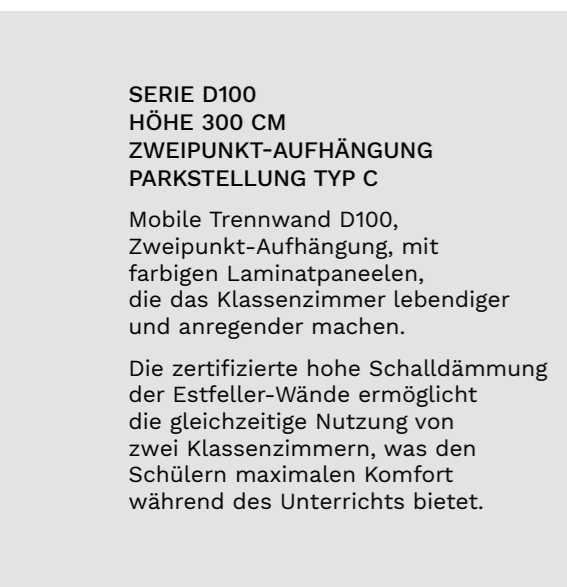 SERIE D100
HÖHE 300 CM
ZWEIPUNKT-AUFHÄNGUNG
PARKSTELLUNG TYP C
Mobile Trennwand D100,
Zweipunkt-Aufhängung, mit
farbigen Laminatpaneelen,
die das Klassenzimmer lebendiger
und anregender machen.
Die zertifizierte hohe Schalldämmung
der Estfeller-Wände ermöglicht
die gleichzeitige Nutzung von
zwei Klassenzimmern, was den
Schülern maximalen Komfort
während des Unterrichts bietet.